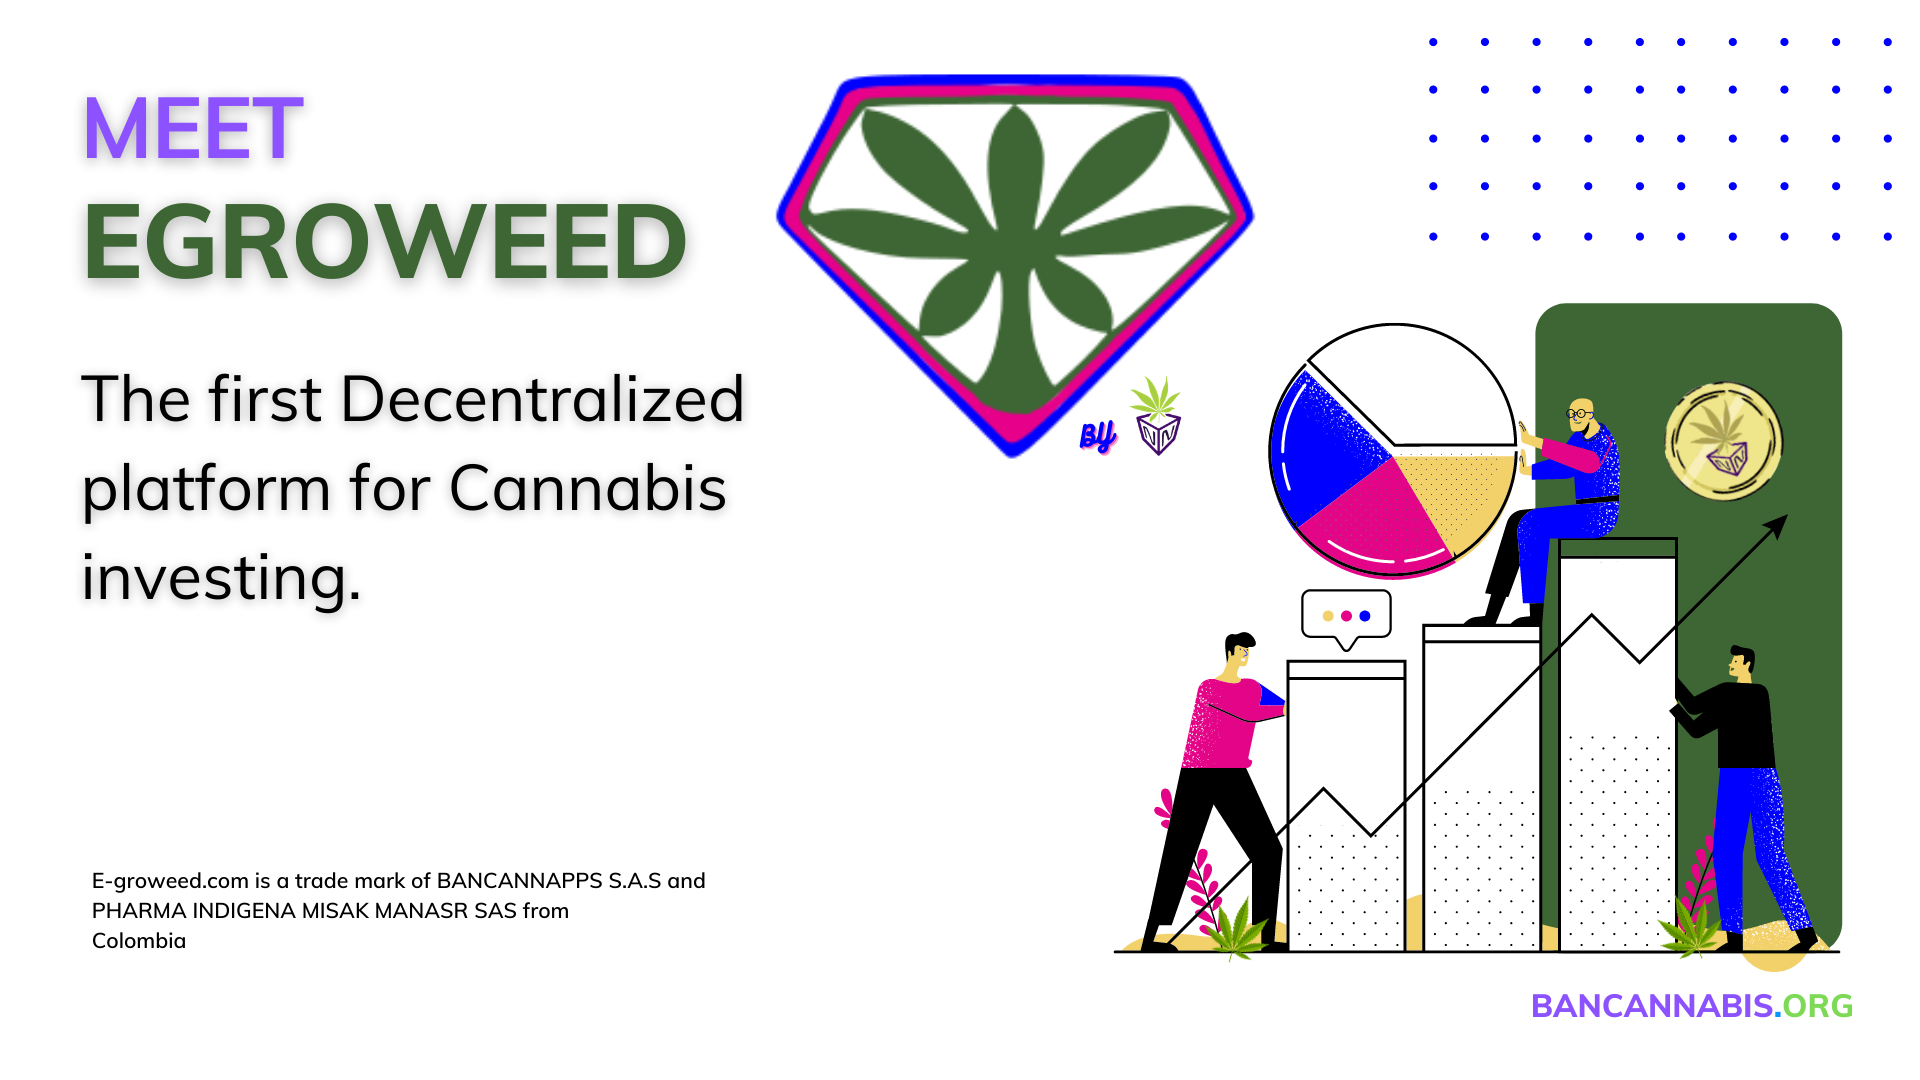 MEET
EGROWEED
The first Decentralized
platform for Cannabis
investing.
BY
E-groweed.com is a trade mark of BANCANNAPPS S.A.S and
PHARMA INDIGENA MISAK MANASR SAS from
Colombia
BANCANNABIS.ORG